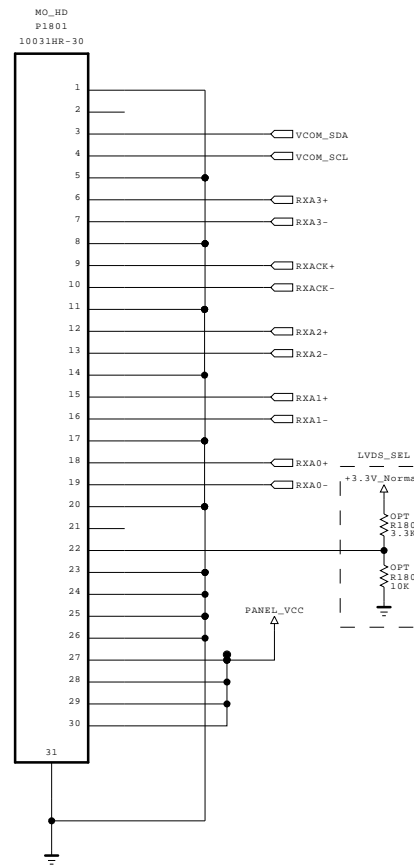 MO_HD
P1801
10031HR-30
1
2
3
VCOM_SDA
4
VCOM_SCL
5
6
RXA3+
7
RXA3-
8
9
RXACK+
10
RXACK-
11
12
RXA2+
13
RXA2-
14
15
RXA1+
16
RXA1-
17
18
RXA0+
19
RXA0-
20
21
22
23
24
25
26
27
28
29
30
31
LVDS_SEL
+3.3V_Norma
OPT
R180
3.3K
OPT
R180
10K
PANEL_VCC